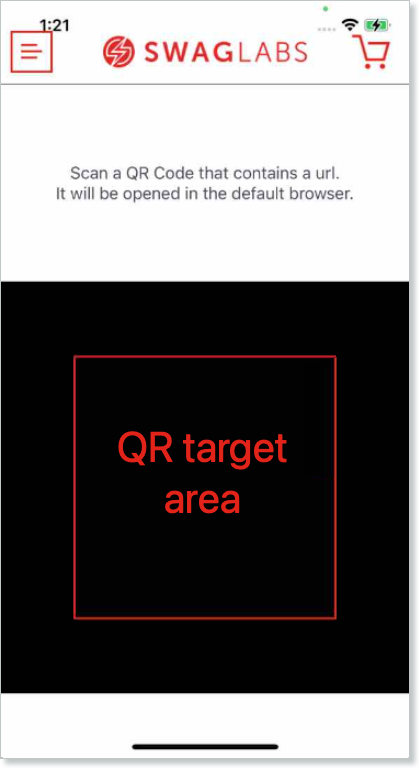 1:21
SWAGLABS
Scan a QR Code that contains a url.
It will be opened in the default browser.
QR target
area